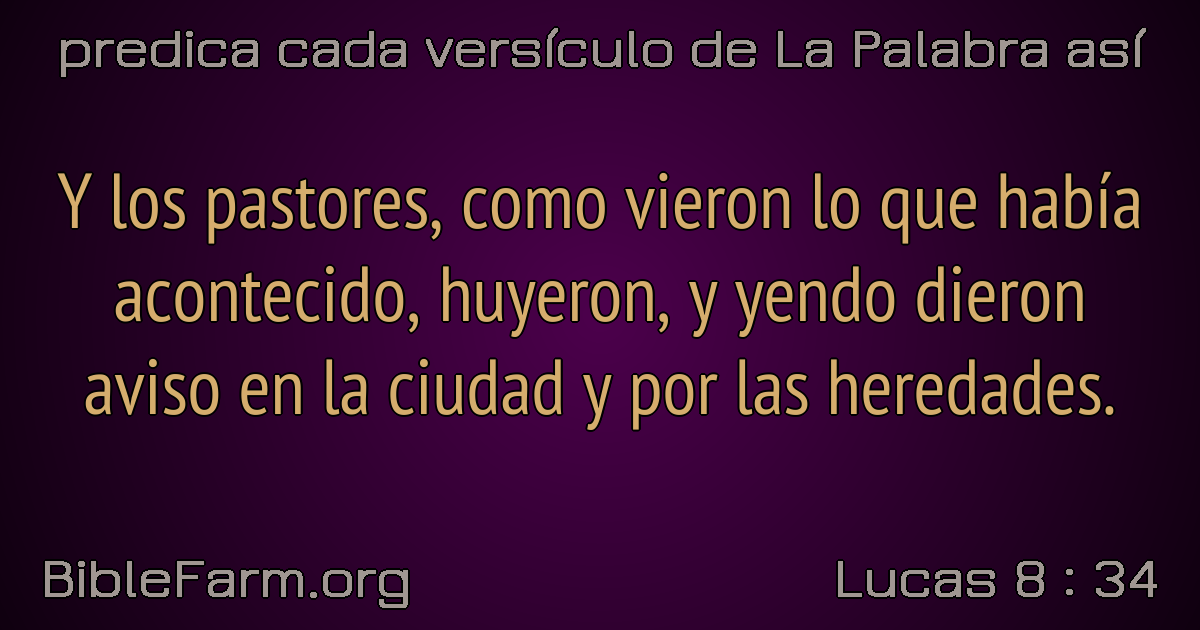 predica cada versículo de La Palabra así
Y los pastores, como vieron lo que había
acontecido, huyeron, y yendo dieron
aviso en la ciudad y por las heredades.
BibleFarm.org
Lucas 8 : 34